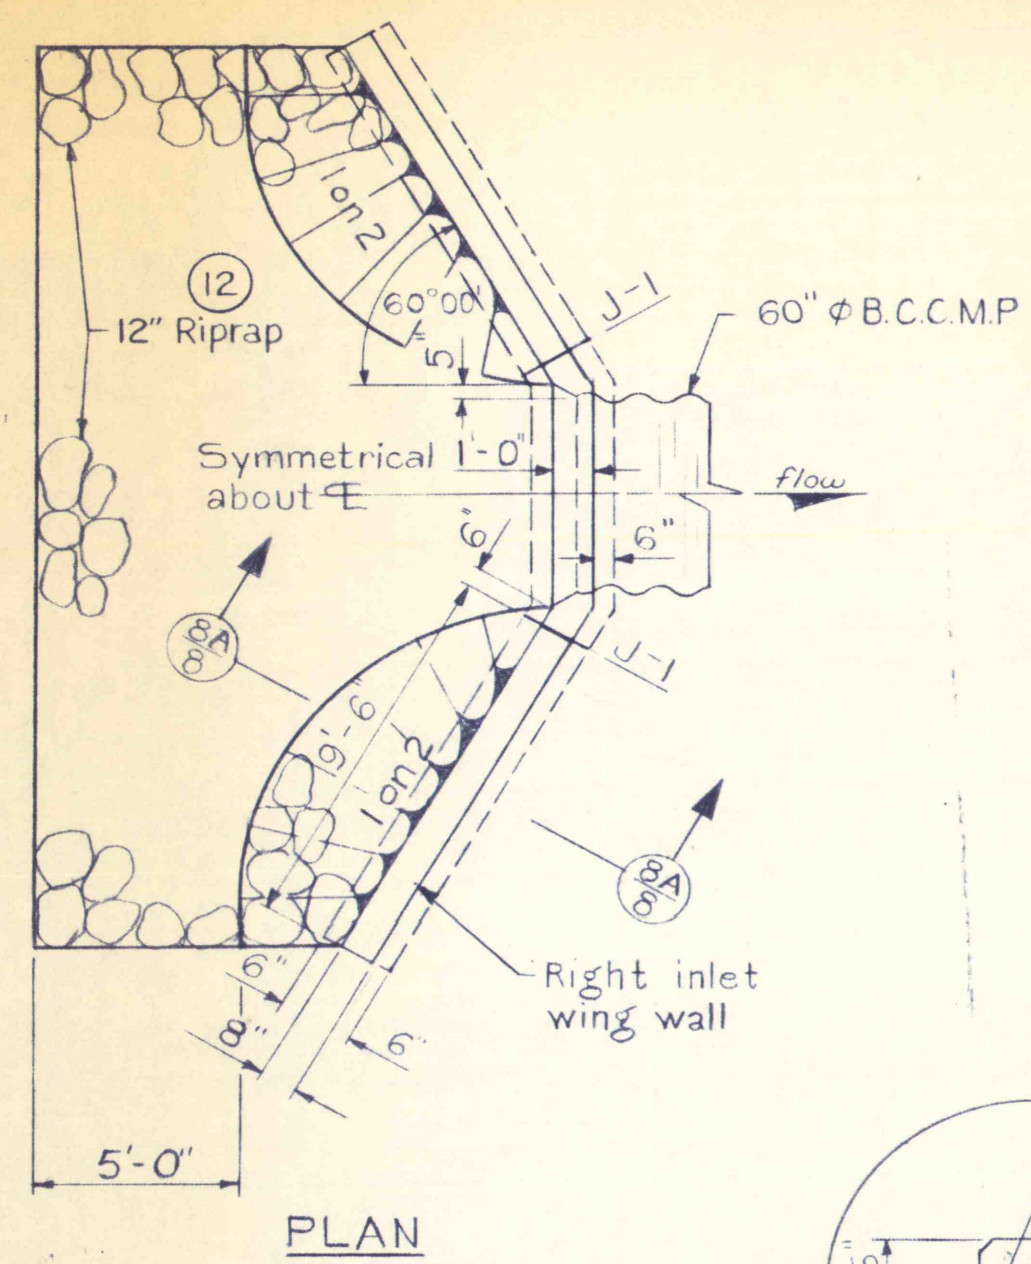 1 on 2
12
12" Riprap
60°00'
5"
J-1
60" ⌀ B.C.C.M.P
Symmetrical
about ℄
1'-0"
flow
6"
6"
8A
8
J-1
9'-6"
1 on 2
8A
8
Right inlet
wing wall
6"
8"
6"
5'-0"
PLAN